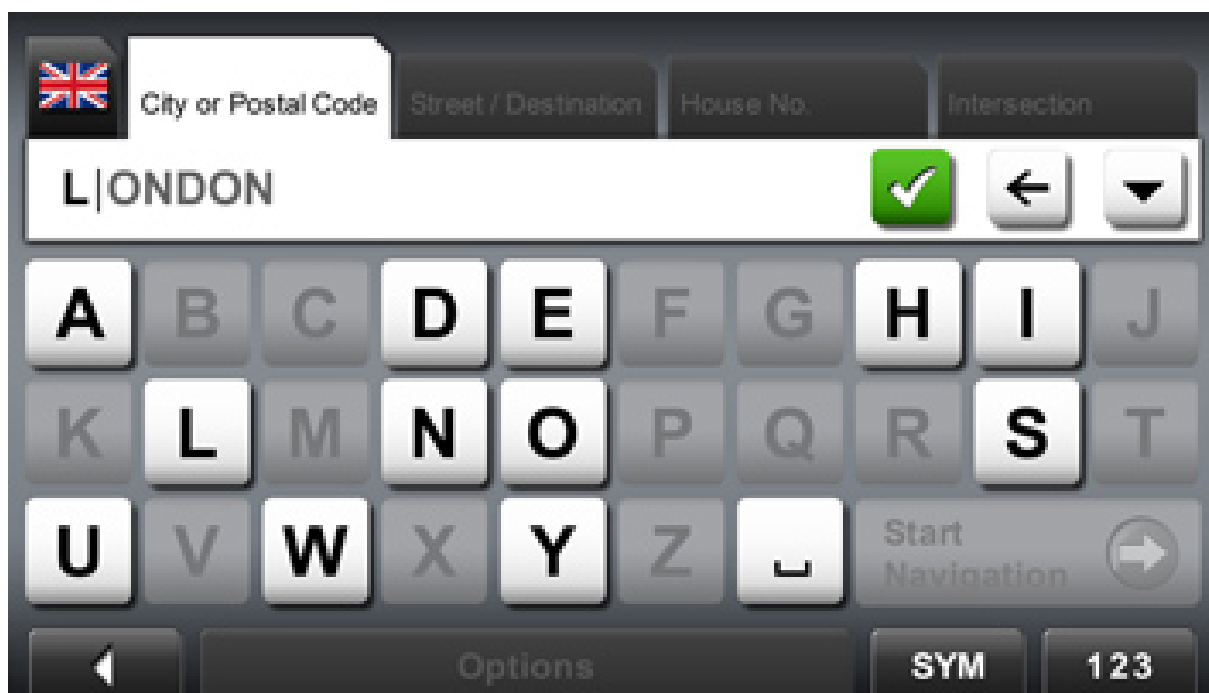 City or Postal Code Street / Destination House No. Intersection
L|ONDON
A B C D E F G H I J
K L M N O P Q R S T
U V W X Y Z Start
Navigation
Options SYM 123